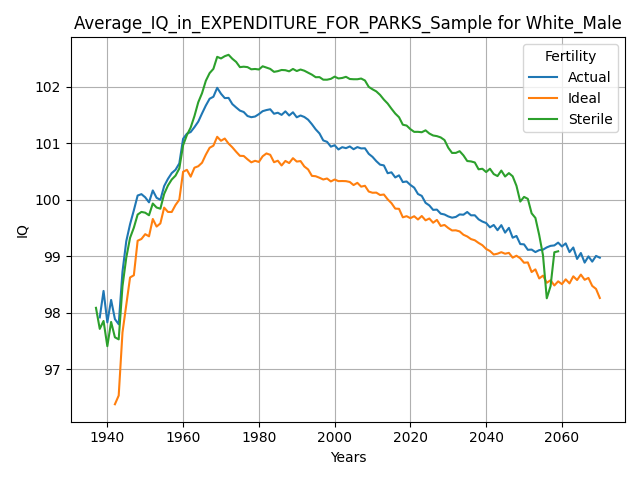 Average_IQ_in_EXPENDITURE_FOR_PARKS_Sample for White_Male
Fertility
Actual
Ideal
Sterile
IQ
102
101
100
99
98
97
1940 1960 1980 2000 2020 2040 2060
Years